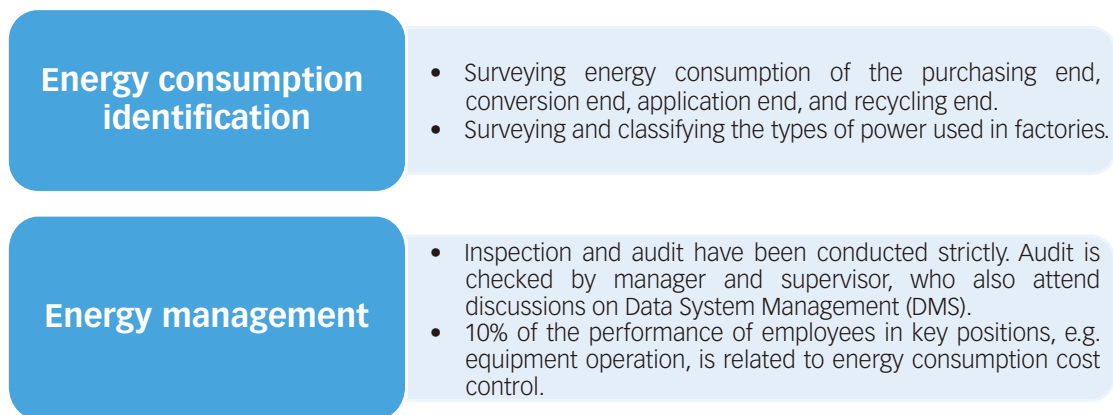 Energy consumption
identification
• Surveying energy consumption of the purchasing end,
conversion end, application end, and recycling end.
• Surveying and classifying the types of power used in factories.
Energy management
• Inspection and audit have been conducted strictly. Audit is
checked by manager and supervisor, who also attend
discussions on Data System Management (DMS).
• 10% of the performance of employees in key positions, e.g.
equipment operation, is related to energy consumption cost
control.